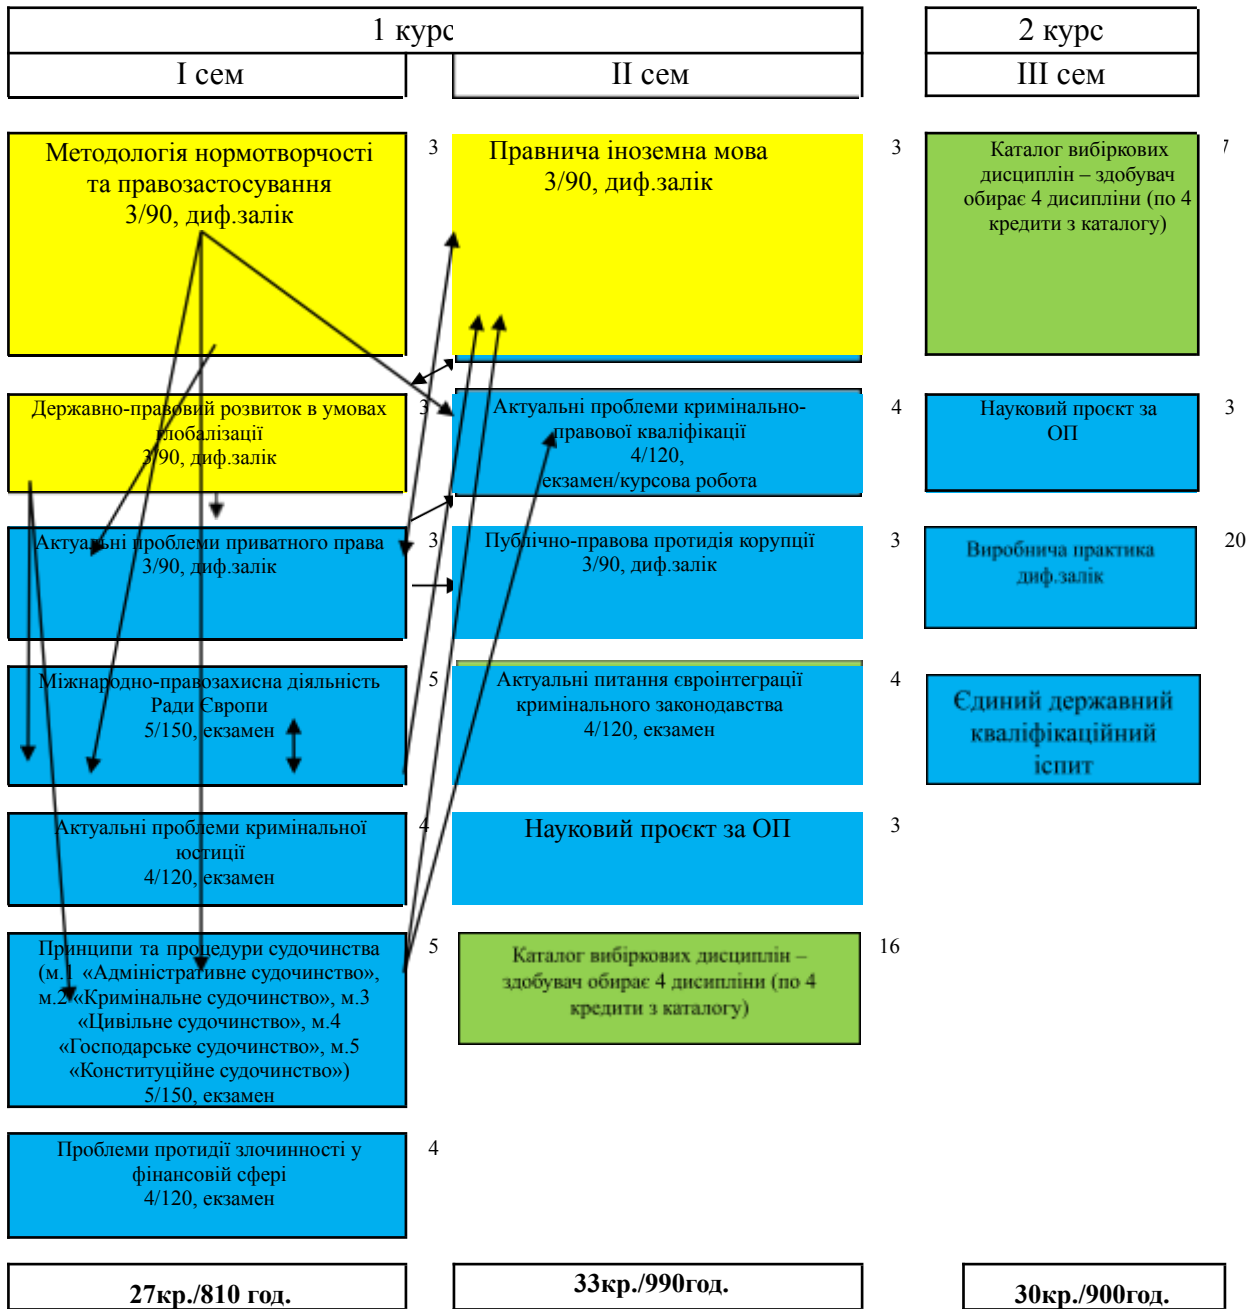 1 курс
2 курс
І сем
ІІ сем
ІІІ сем
Методологія нормотворчості
та правозастосування
3/90, диф.залік
3
Правнича іноземна мова
3/90, диф.залік
3
Каталог вибіркових
дисциплін – здобувач
обирає 4 дисипліни (по 4
кредити з каталогу)
Державно-правовий розвиток в умовах
глобалізації
3/90, диф.залік
3
Актуальні проблеми кримінально-
правової кваліфікації
4/120,
екзамен/курсова робота
4
Науковий проєкт за
ОП
3
Актуальні проблеми приватного права
3/90, диф.залік
3
Публічно-правова протидія корупції
3/90, диф.залік
3
Виробнича практика
диф.залік
20
Міжнародно-правозахисна діяльність
Ради Європи
5/150, екзамен
5
Актуальні питання євроінтеграції
кримінального законодавства
4/120, екзамен
4
Єдиний державний
кваліфікаційний
іспит
Актуальні проблеми кримінальної
юстиції
4/120, екзамен
4
Науковий проєкт за ОП
3
Принципи та процедури судочинства
(м.1 «Адміністративне судочинство»,
м.2 «Кримінальне судочинство», м.3
«Цивільне судочинство», м.4
«Господарське судочинство», м.5
«Конституційне судочинство»)
5/150, екзамен
5
Каталог вибіркових дисциплін –
здобувач обирає 4 дисипліни (по 4
кредити з каталогу)
16
Проблеми протидії злочинності у
фінансовій сфері
4/120, екзамен
4
27кр./810 год.
33кр./990год.
30кр./900год.